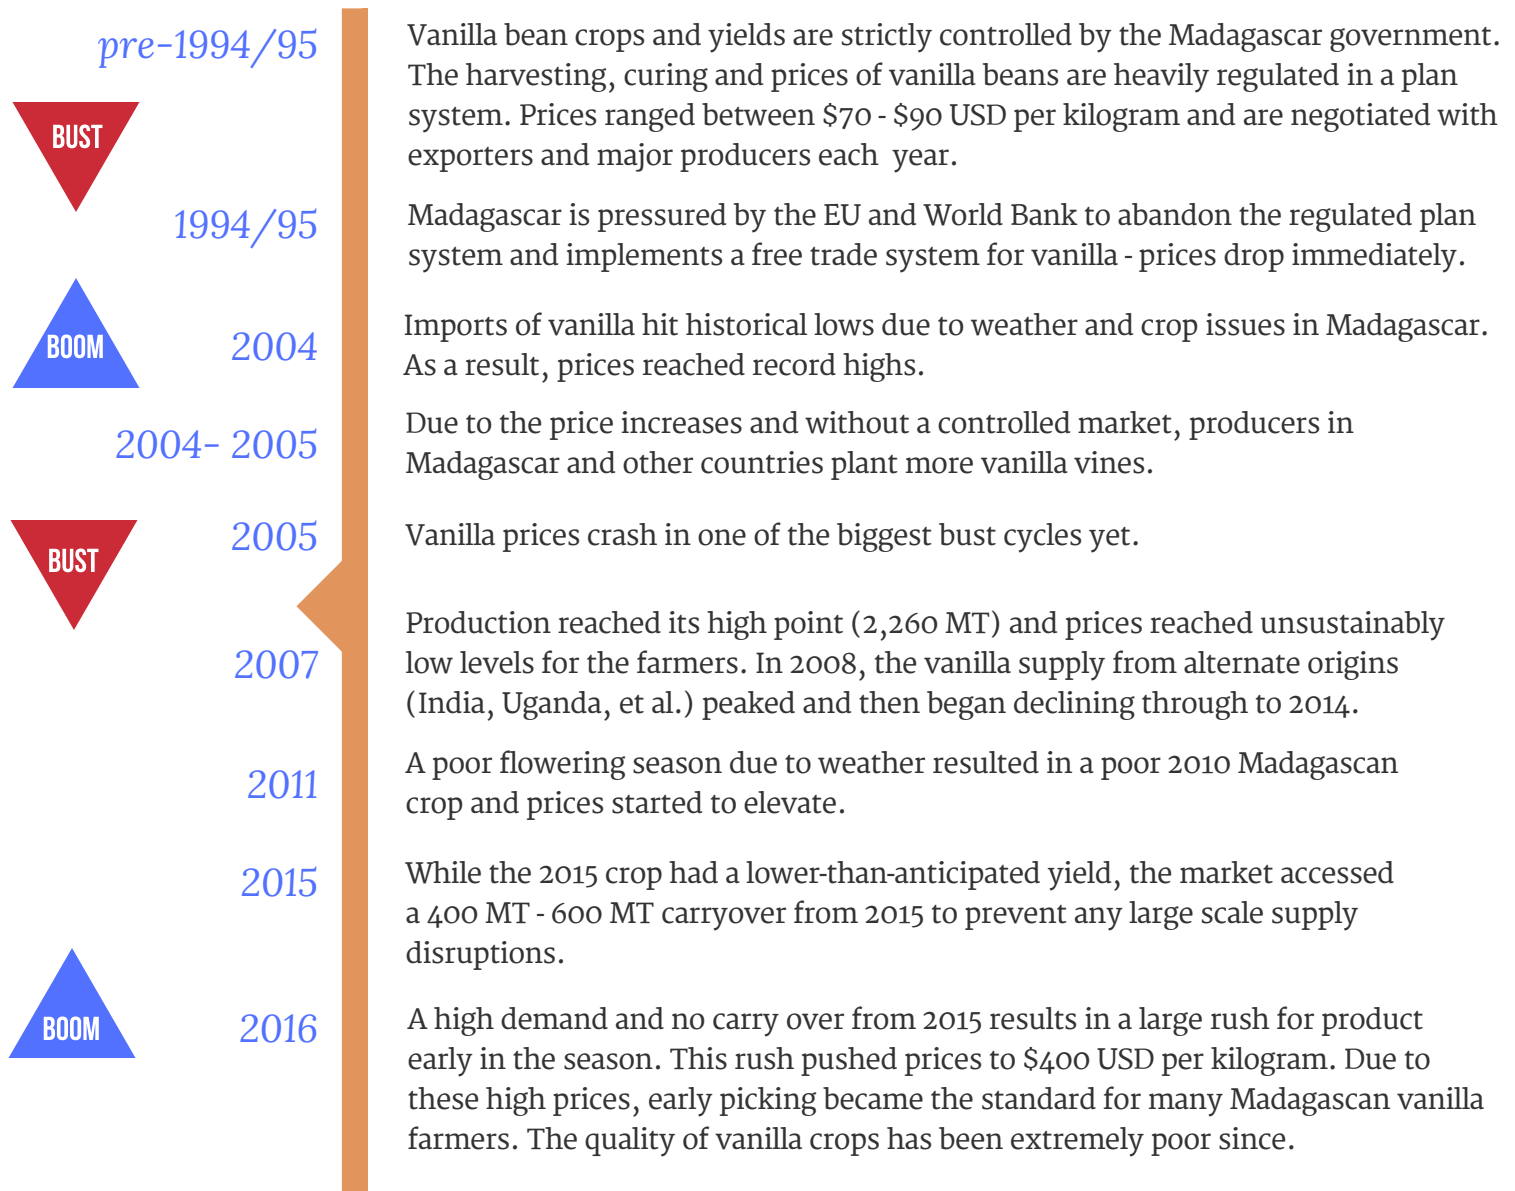 pre-1994/95
Vanilla bean crops and yields are strictly controlled by the Madagascar government.
The harvesting, curing and prices of vanilla beans are heavily regulated in a plan
system. Prices ranged between $70 - $90 USD per kilogram and are negotiated with
exporters and major producers each  year.
BUST
1994/95
Madagascar is pressured by the EU and World Bank to abandon the regulated plan
system and implements a free trade system for vanilla - prices drop immediately.
BOOM
2004
Imports of vanilla hit historical lows due to weather and crop issues in Madagascar.
As a result, prices reached record highs.
2004- 2005
Due to the price increases and without a controlled market, producers in
Madagascar and other countries plant more vanilla vines.
BUST
2005
Vanilla prices crash in one of the biggest bust cycles yet.
2007
Production reached its high point (2,260 MT) and prices reached unsustainably
low levels for the farmers. In 2008, the vanilla supply from alternate origins
(India, Uganda, et al.) peaked and then began declining through to 2014.
2011
A poor flowering season due to weather resulted in a poor 2010 Madagascan
crop and prices started to elevate.
2015
While the 2015 crop had a lower-than-anticipated yield, the market accessed
a 400 MT - 600 MT carryover from 2015 to prevent any large scale supply
disruptions.
BOOM
2016
A high demand and no carry over from 2015 results in a large rush for product
early in the season. This rush pushed prices to $400 USD per kilogram. Due to
these high prices, early picking became the standard for many Madagascan vanilla
farmers. The quality of vanilla crops has been extremely poor since.